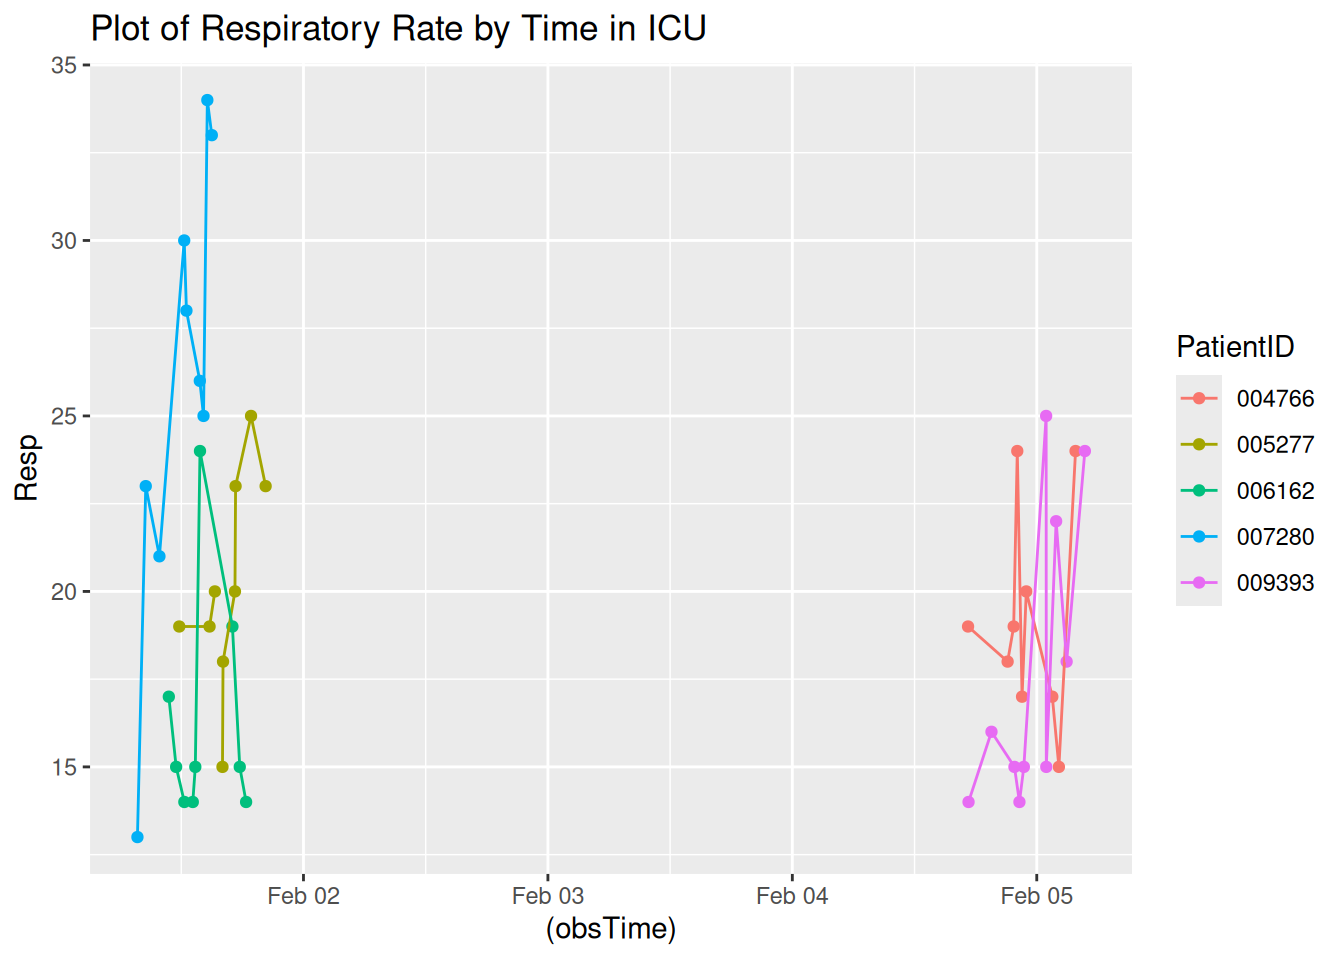 Plot of Respiratory Rate by Time in ICU
35
30
25
20
15
Resp
Feb 02
Feb 03
Feb 04
Feb 05
(obsTime)
PatientID
004766
005277
006162
007280
009393